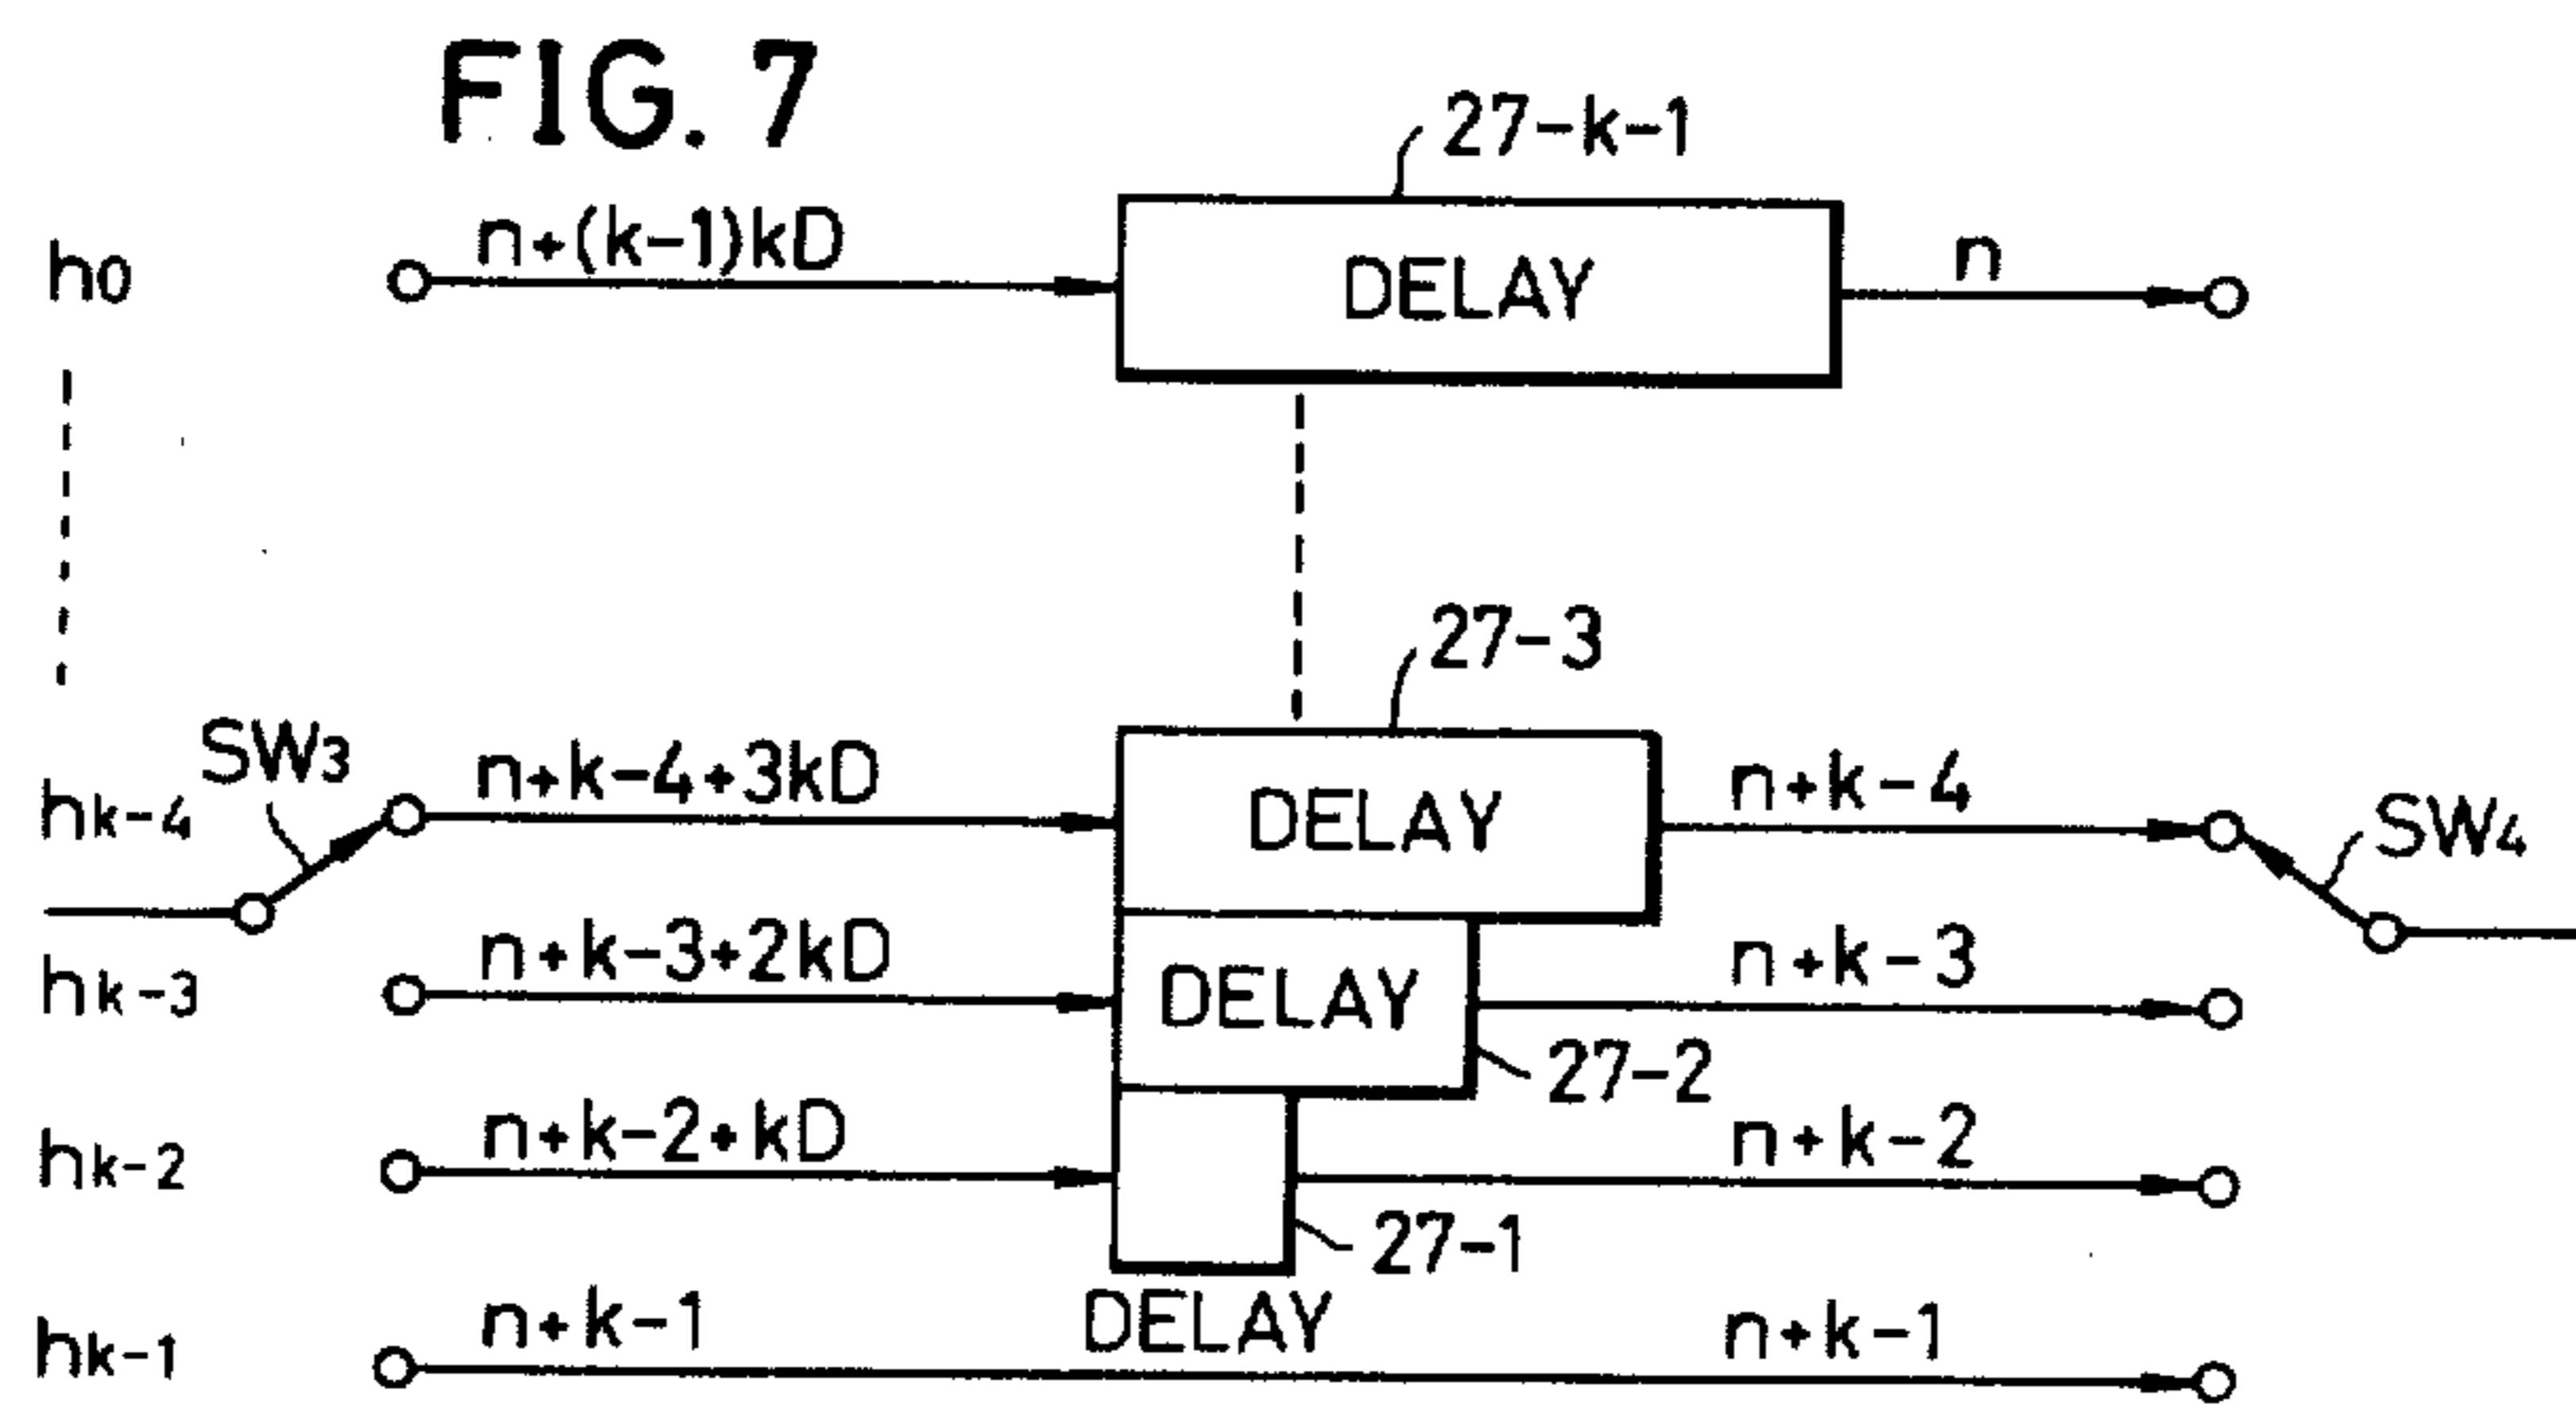 FIG. 7
27-k-1
h0
n+(k-1)kD
DELAY
n
27-3
SW3
hk-4
n+k-4+3kD
DELAY
n+k-4
SW4
hk-3
n+k-3+2kD
DELAY
n+k-3
27-2
hk-2
n+k-2+kD
n+k-2
27-1
DELAY
hk-1
n+k-1
n+k-1